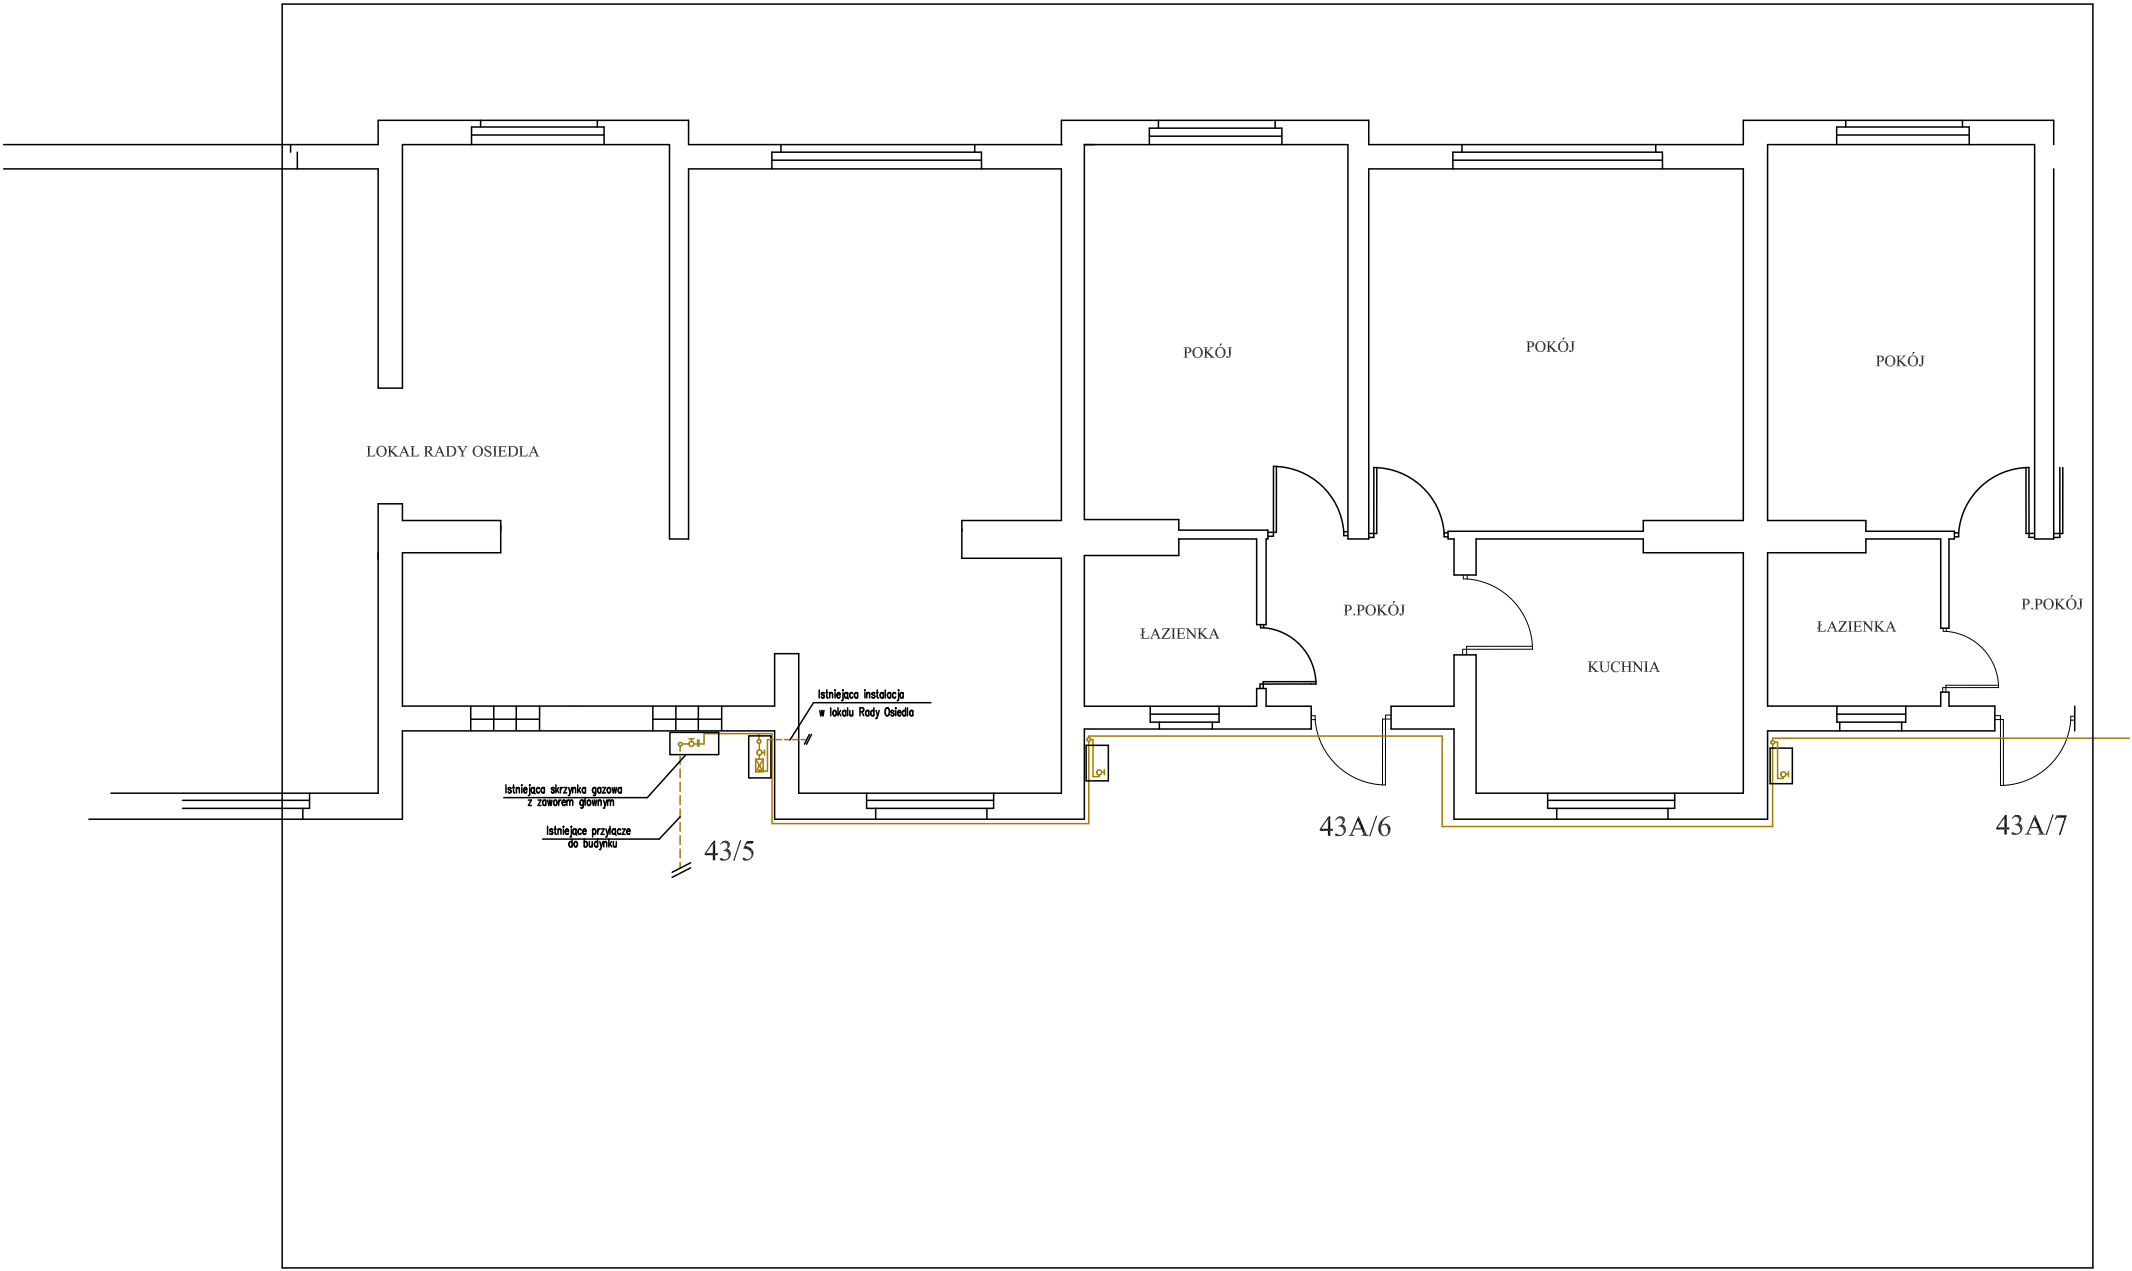 POKÓJ
POKÓJ
POKÓJ
LOKAL RADY OSIEDLA
P.POKÓJ
P.POKÓJ
ŁAZIENKA
ŁAZIENKA
KUCHNIA
Istniejąca instalacja
w lokalu Rady Osiedla
Istniejąca skrzynka gazowa
z zaworem głownym
Istniejące przyłącze
do budynku
43/5
43A/6
43A/7